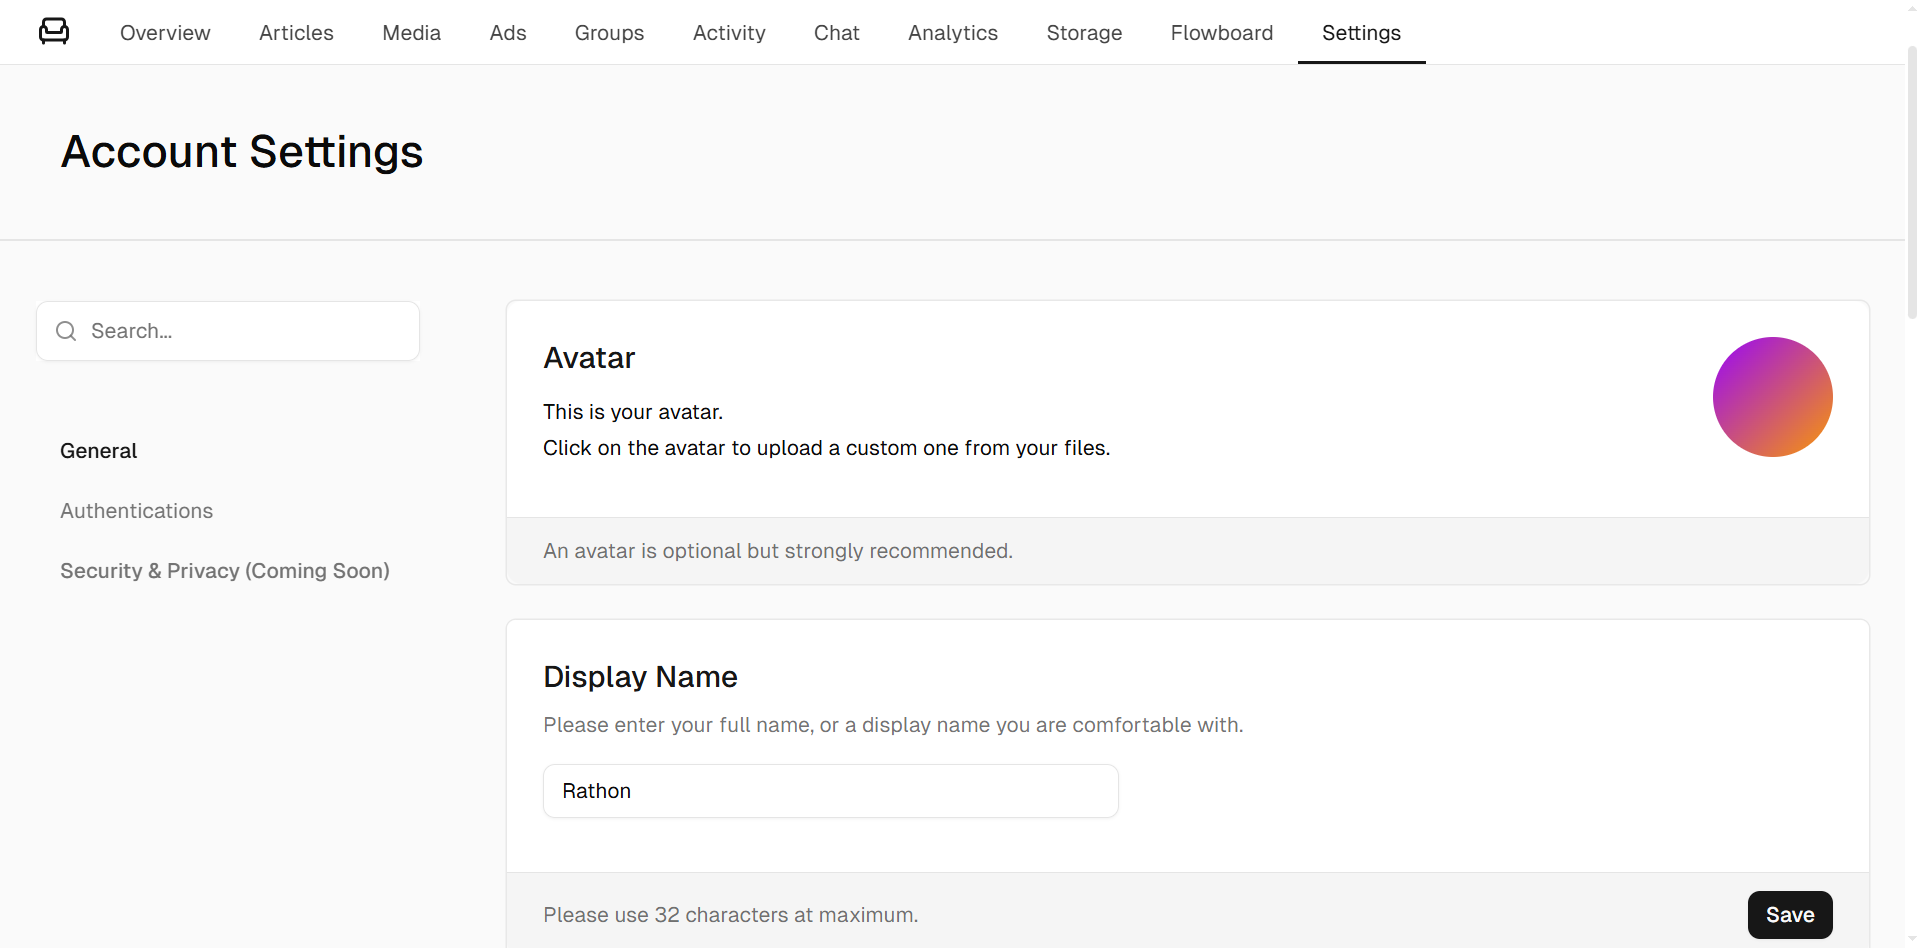 Overview Articles Media Ads Groups Activity Chat Analytics Storage Flowboard Settings
Account Settings
Search...
General
Authentications
Security & Privacy (Coming Soon)
Avatar
This is your avatar.
Click on the avatar to upload a custom one from your files.
An avatar is optional but strongly recommended.
Display Name
Please enter your full name, or a display name you are comfortable with.
Rathon
Please use 32 characters at maximum.
Save